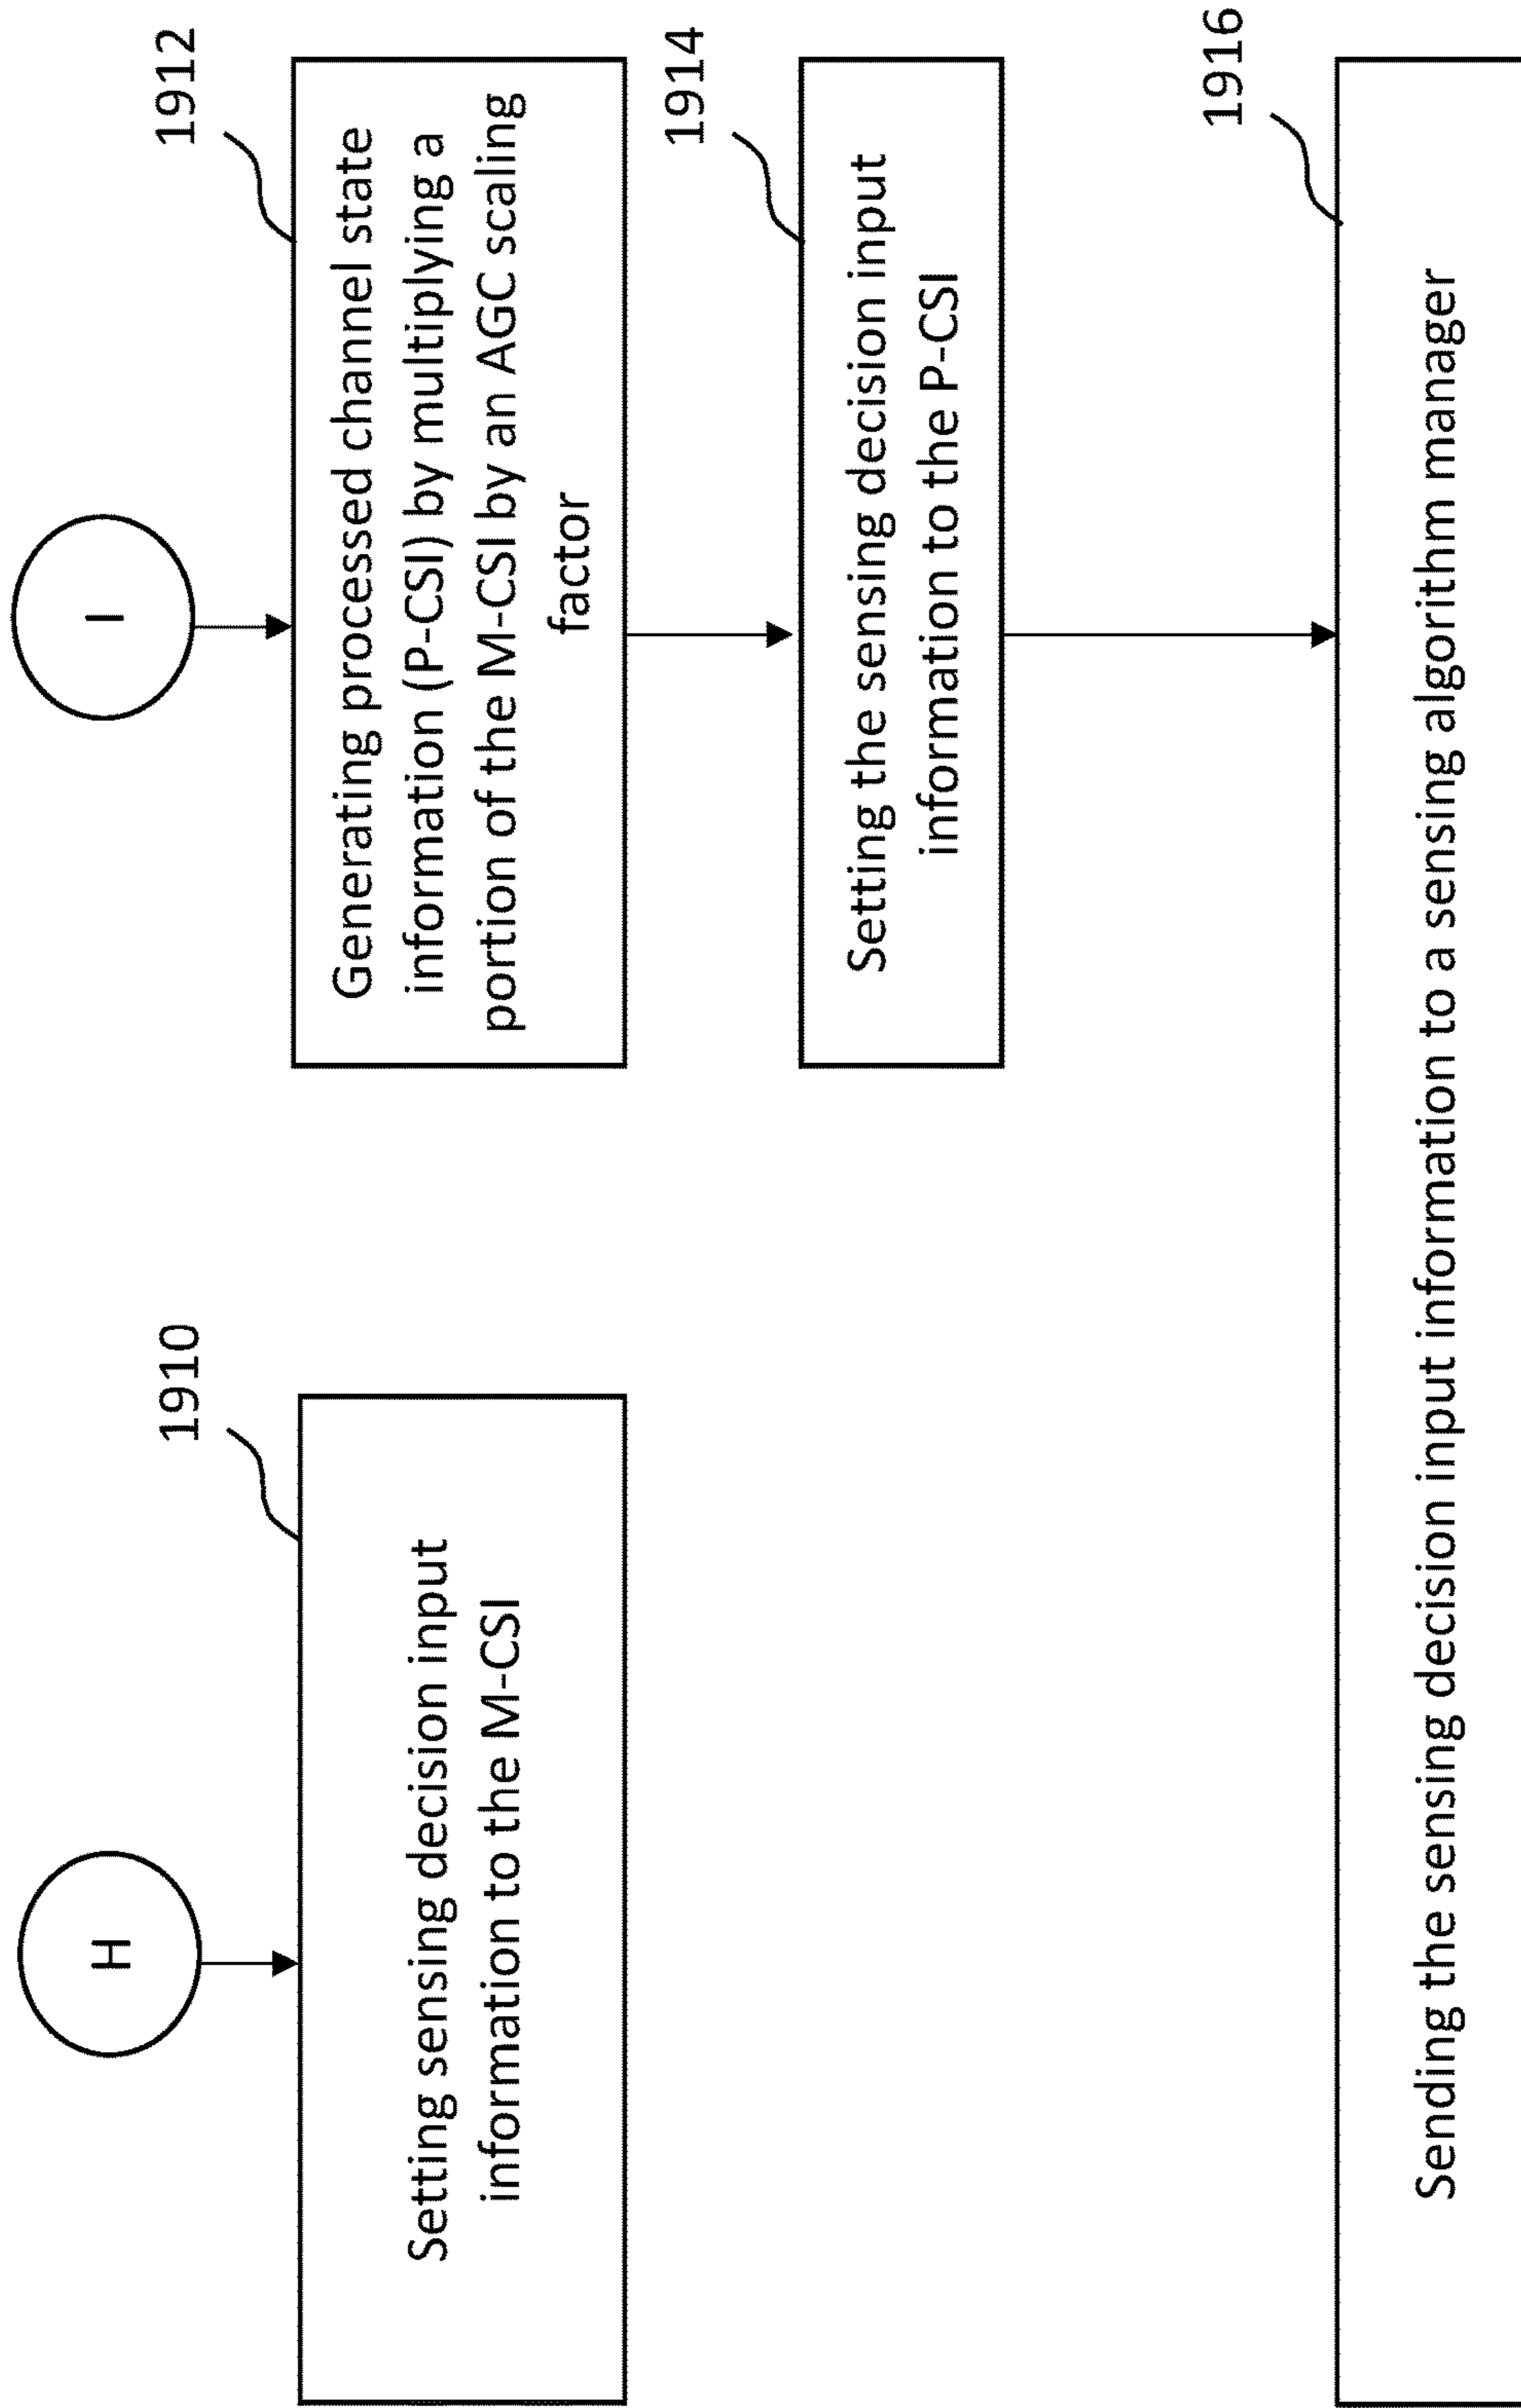 H
1910
Setting sensing decision input
information to the M-CSI
I
1912
Generating processed channel state
information (P-CSI) by multiplying a
portion of the M-CSI by an AGC scaling
factor
1914
Setting the sensing decision input
information to the P-CSI
1916
Sending the sensing decision input information to a sensing algorithm manager